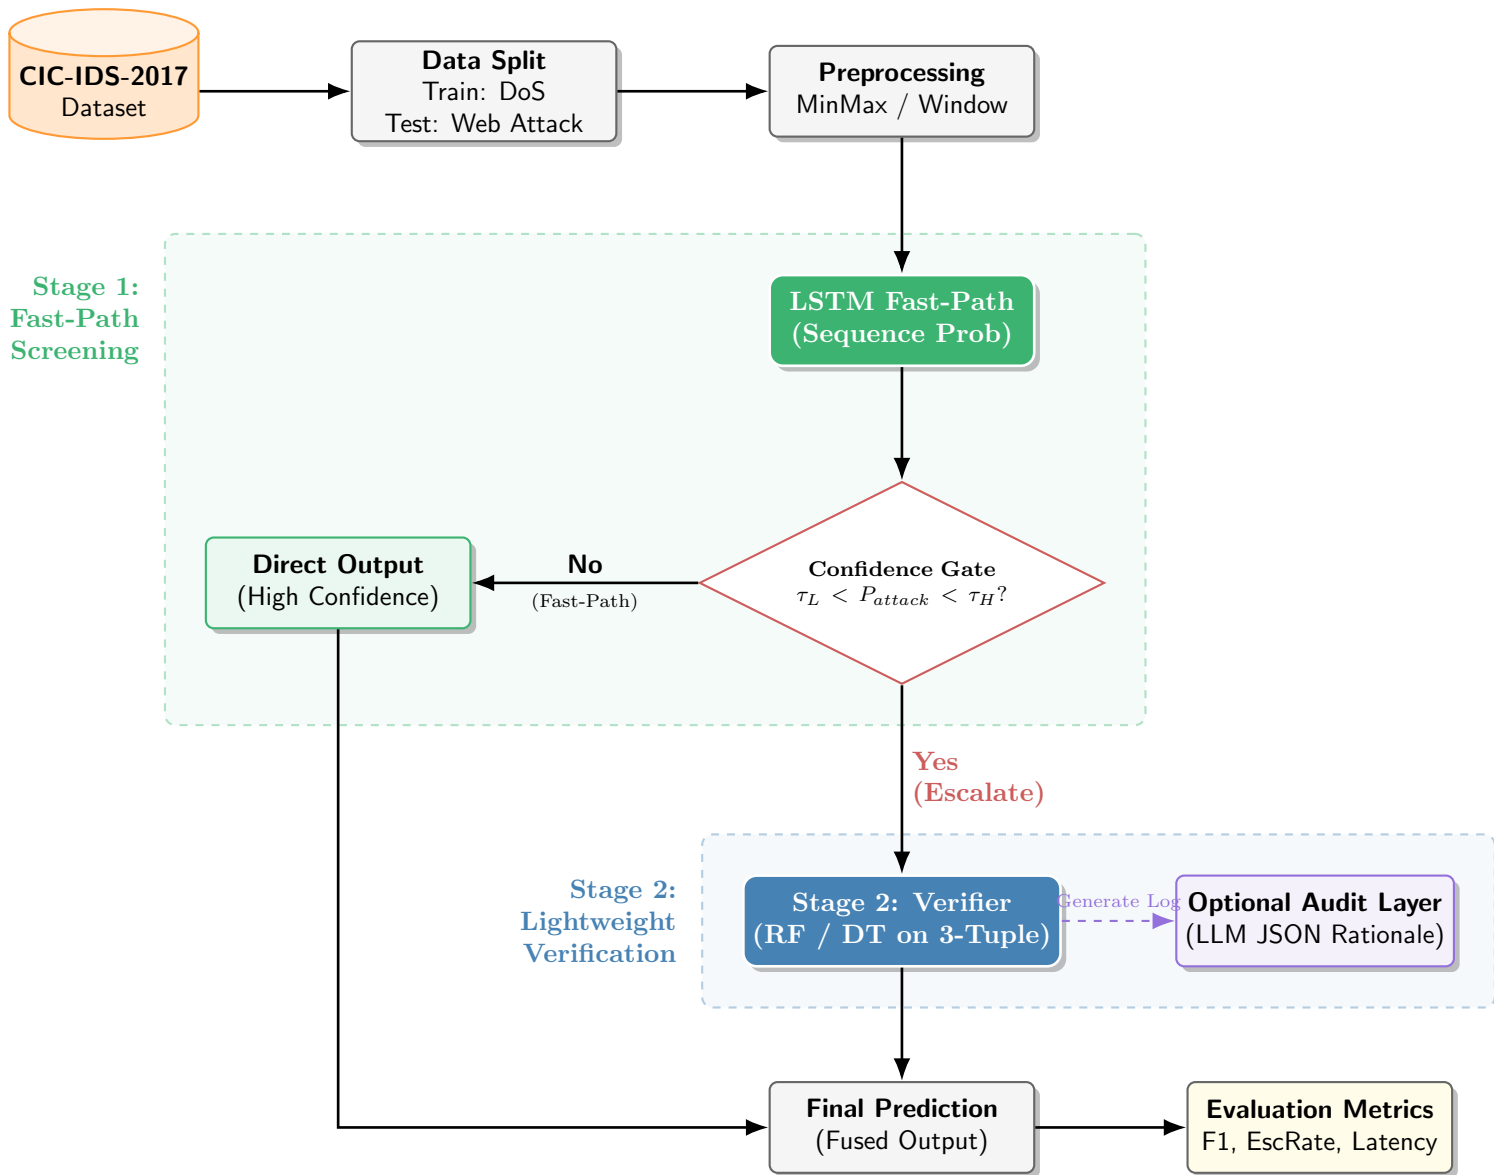 CIC-IDS-2017
Dataset
Data Split
Train: DoS
Test: Web Attack
Preprocessing
MinMax / Window
Stage 1:
Fast-Path
Screening
LSTM Fast-Path
(Sequence Prob)
Confidence Gate
τ_L < P_attack < τ_H?
No
(Fast-Path)
Direct Output
(High Confidence)
Yes
(Escalate)
Stage 2:
Lightweight
Verification
Stage 2: Verifier
(RF / DT on 3-Tuple)
Generate Log
Optional Audit Layer
(LLM JSON Rationale)
Final Prediction
(Fused Output)
Evaluation Metrics
F1, EscRate, Latency